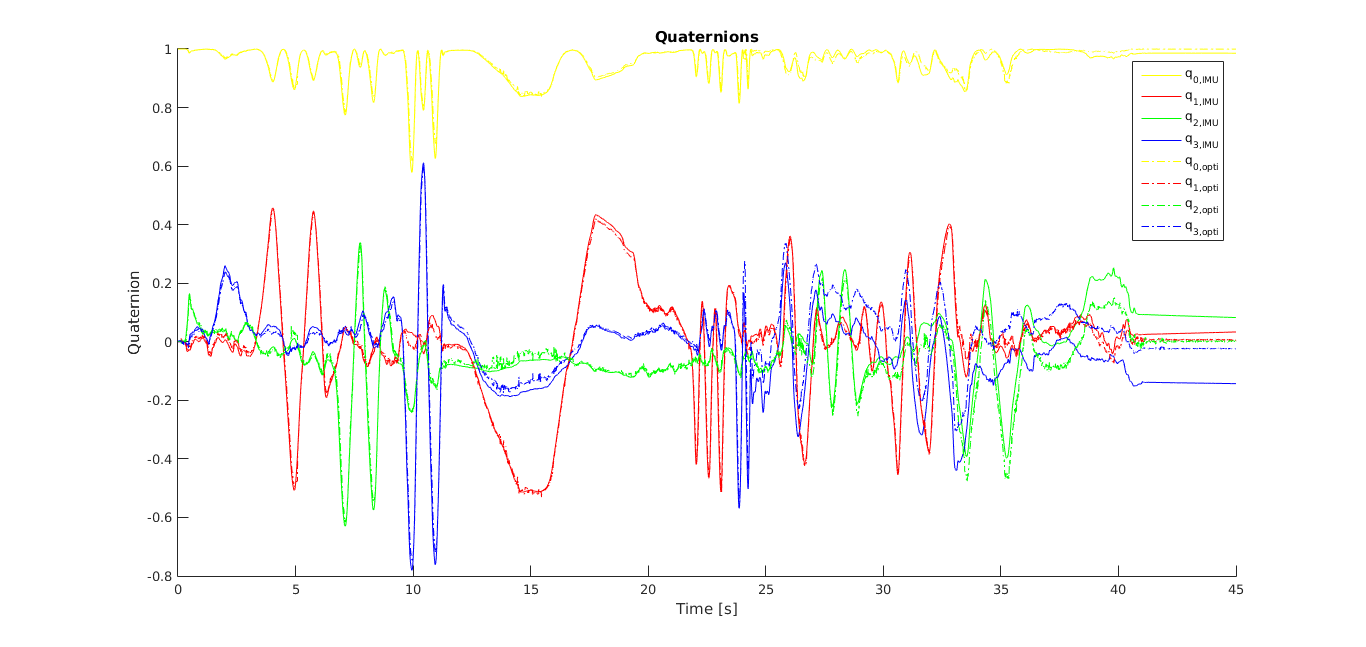 Quaternions
1
0.8
0.6
0.4
0.2
0
-0.2
-0.4
-0.6
-0.8
Quaternion
0 5 10 15 20 25 30 35 40 45
Time [s]
q0,IMU
q1,IMU
q2,IMU
q3,IMU
q0,opti
q1,opti
q2,opti
q3,opti